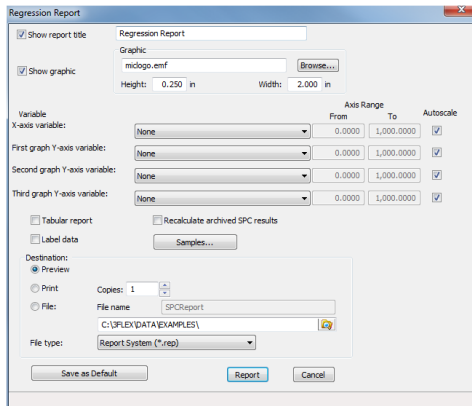 Regression Report
Show report title
Regression Report
Graphic
Show graphic
miclogo.emf
Browse...
Height: 0.250 in Width: 2.000 in
Axis Range
Variable From To Autoscale
X-axis variable: None 0.0000 1,000.0000
First graph Y-axis variable: None 0.0000 1,000.0000
Second graph Y-axis variable: None 0.0000 1,000.0000
Third graph Y-axis variable: None 0.0000 1,000.0000
Tabular report Recalculate archived SPC results
Label data Samples...
Destination:
Preview
Print Copies: 1
File: File name SPCReport
C:\3FLEX\DATA\EXAMPLES\
File type: Report System (*.rep)
Save as Default Report Cancel